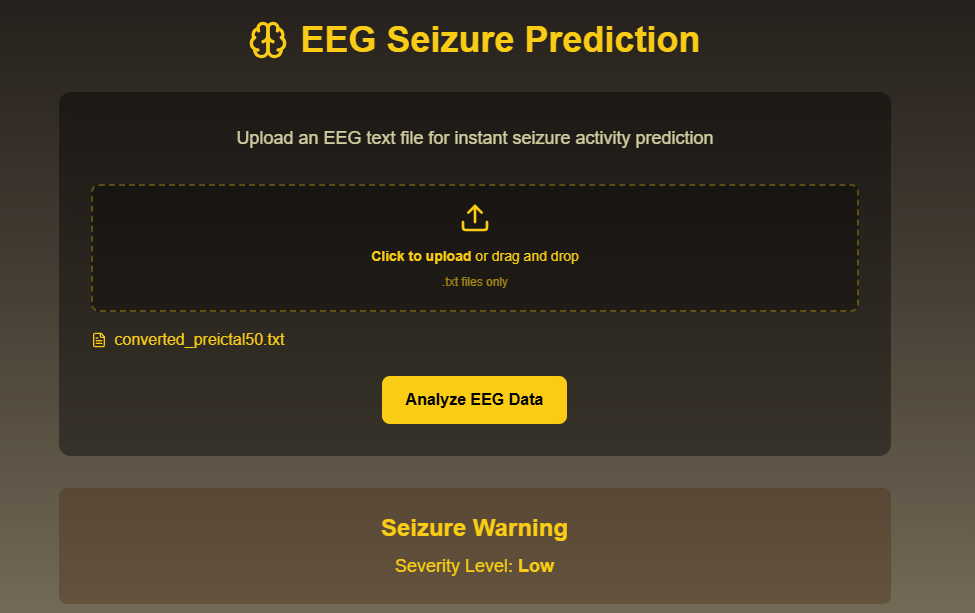 EEG Seizure Prediction
Upload an EEG text file for instant seizure activity prediction
Click to upload or drag and drop
.txt files only
converted_preictal50.txt
Analyze EEG Data
Seizure Warning
Severity Level: Low